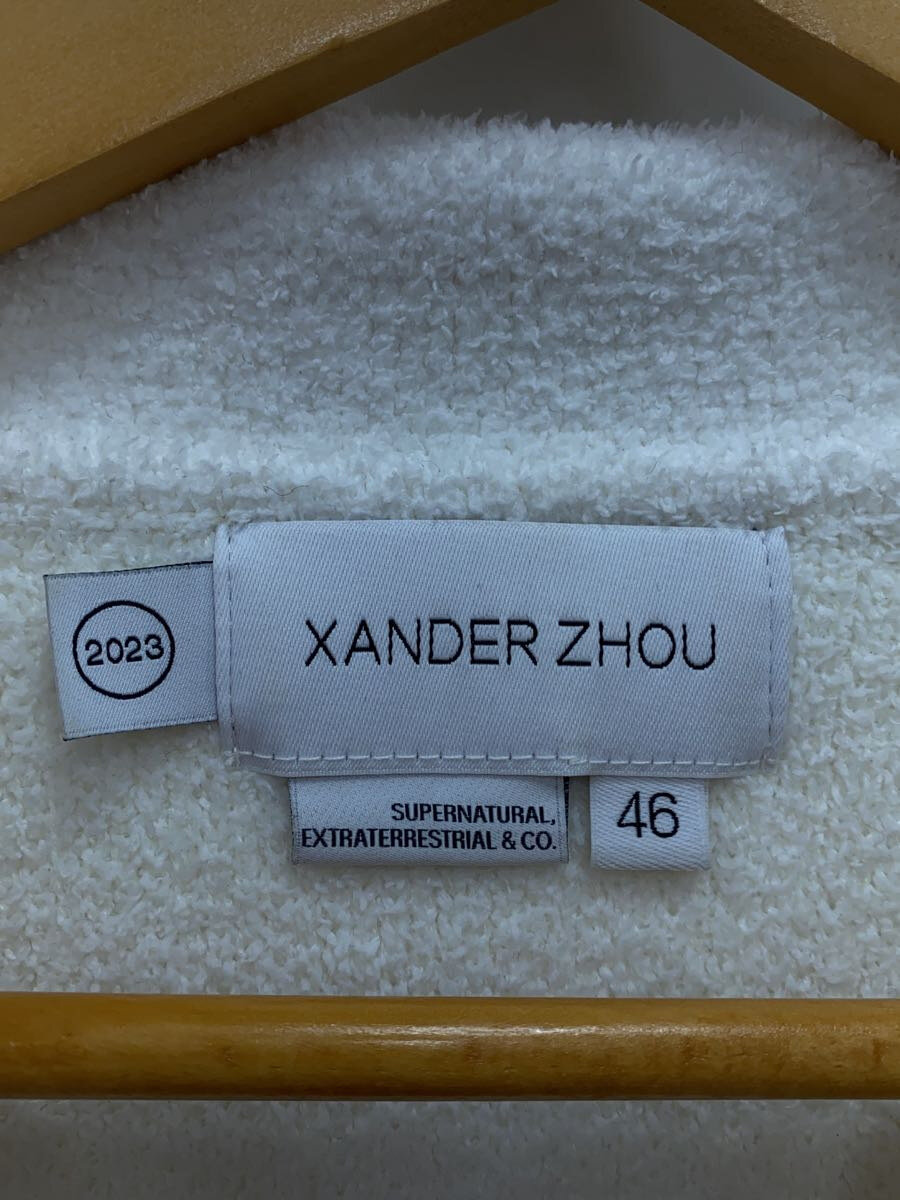 2023
XANDER ZHOU
SUPERNATURAL,
EXTRATERRESTRIAL & CO.
46